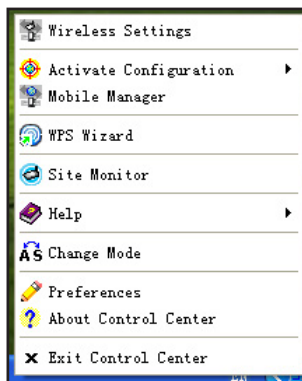 Wireless Settings
Activate Configuration
Mobile Manager
WPS Wizard
Site Monitor
Help
AS Change Mode
Preferences
? About Control Center
Exit Control Center